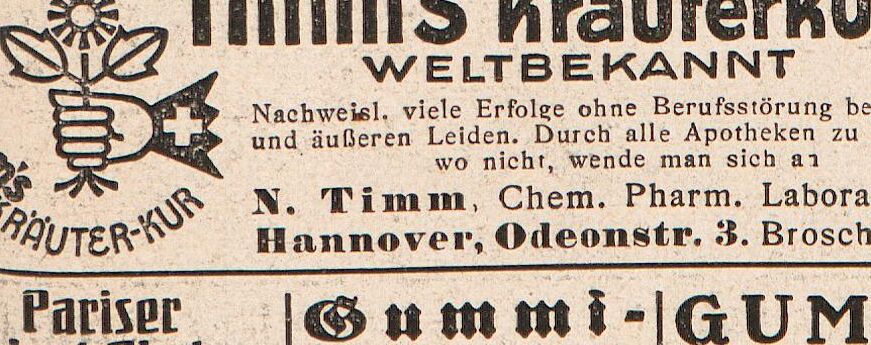 Timm's Kräuterku
WELTBEKANNT
Nachweisl. viele Erfolge ohne Berufsstörung be
und äußeren Leiden. Durch alle Apotheken zu
wo nicht, wende man sich an
N. Timm, Chem. Pharm. Labora
Hannover, Odeonstr. 3. Brosch
's
KRÄUTER-KUR
Pariser
Gummi-
GUM